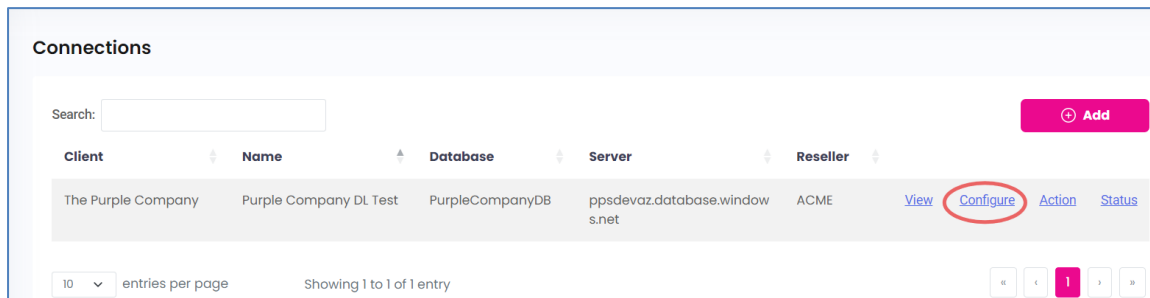 Connections
Search:
Add
Client Name Database Server Reseller
The Purple Company Purple Company DL Test PurpleCompanyDB ppsdevaz.database.window ACME View Configure Action Status
s.net
10 entries per page Showing 1 to 1 of 1 entry « ‹ 1 › »